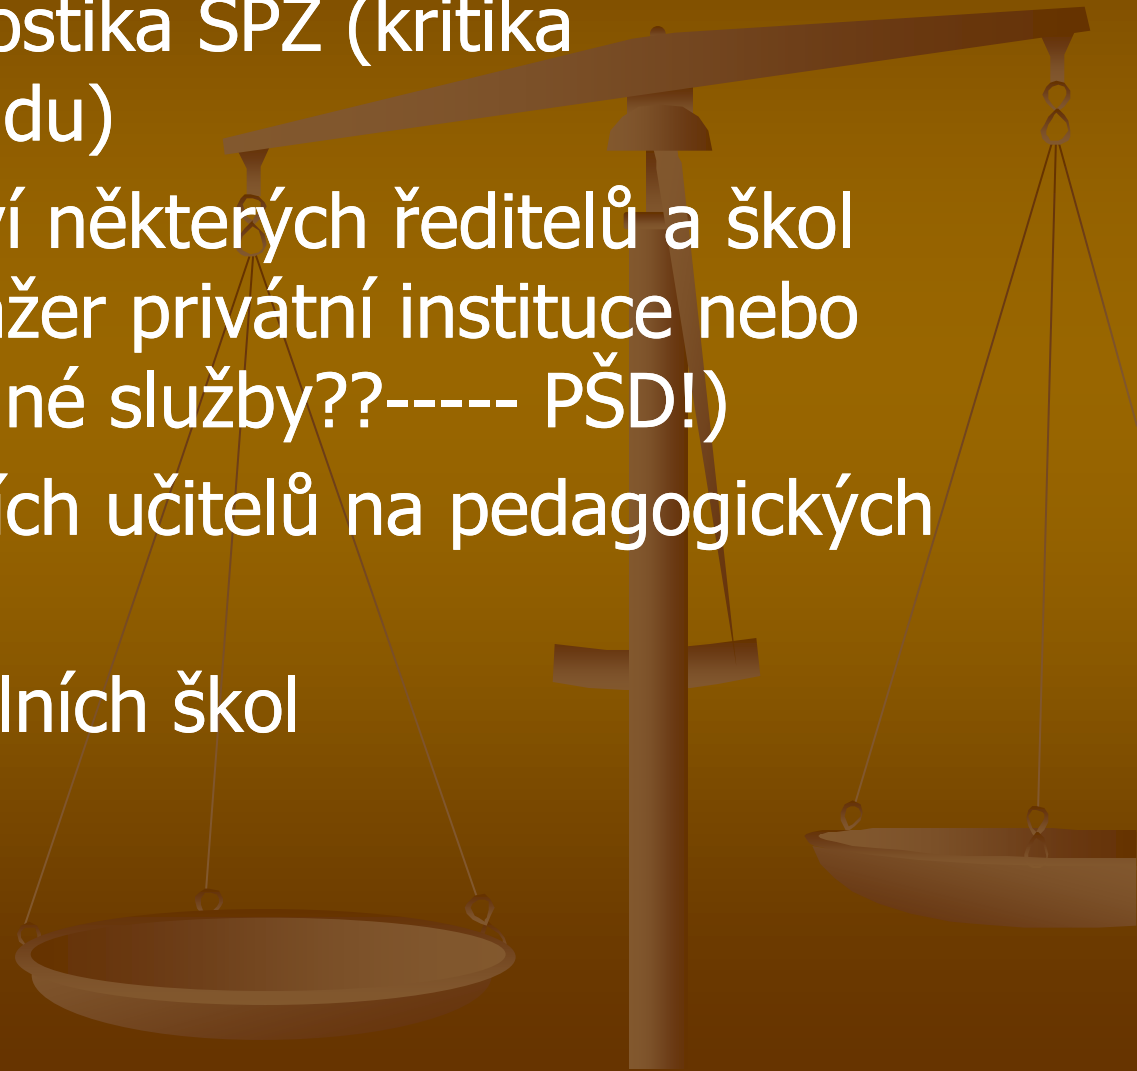 ostika SPZ (kritika
du)
ví některých ředitelů a škol
ažer privátní instituce nebo
né služby??----- PŠD!)
ích učitelů na pedagogických
lních škol